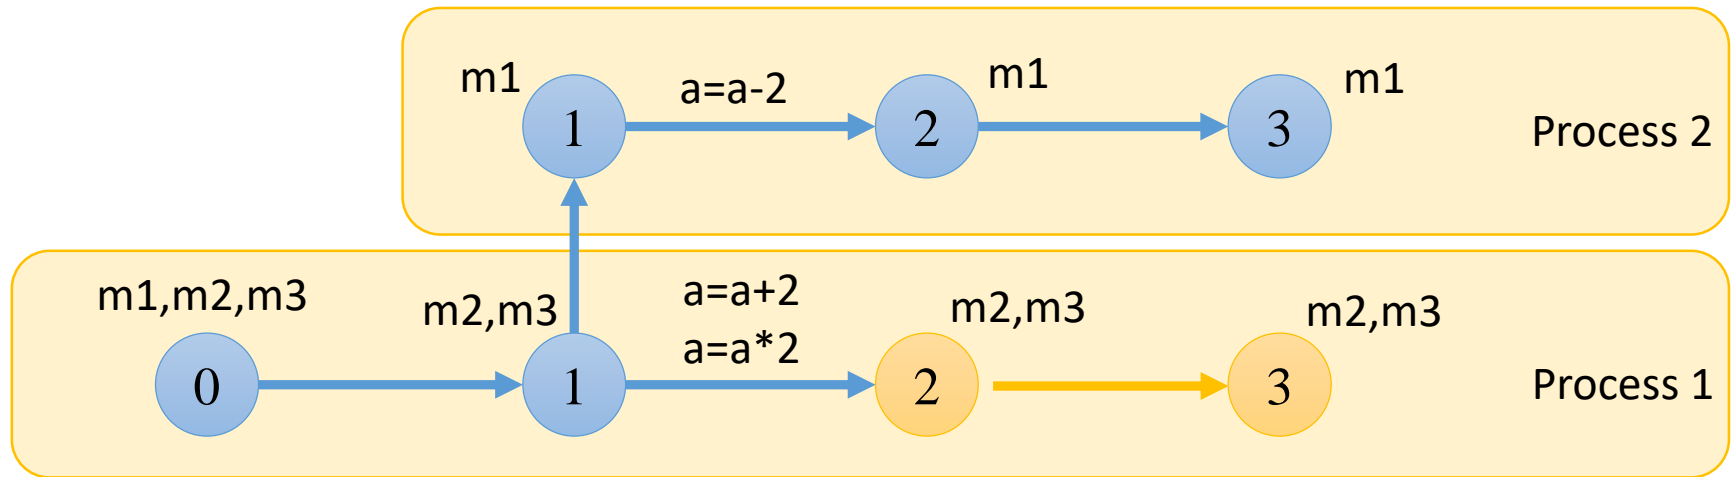 m1
a=a-2
m1
m1
1
2
3
Process 2
m1,m2,m3
m2,m3
a=a+2
a=a*2
m2,m3
m2,m3
0
1
2
3
Process 1